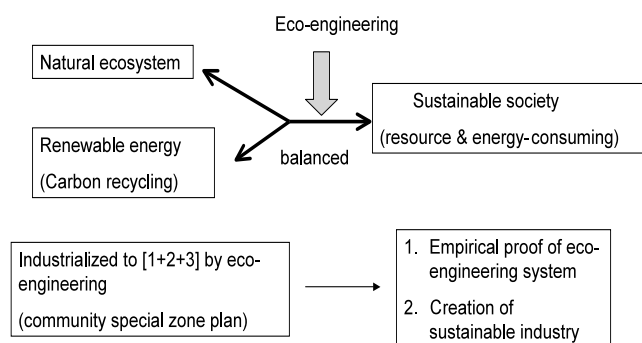 Eco-engineering
Natural ecosystem
Sustainable society
(resource & energy-consuming)
Renewable energy
(Carbon recycling)
balanced
Industrialized to [1+2+3] by eco-
engineering
(community special zone plan)
1. Empirical proof of eco-
engineering system
2. Creation of
sustainable industry